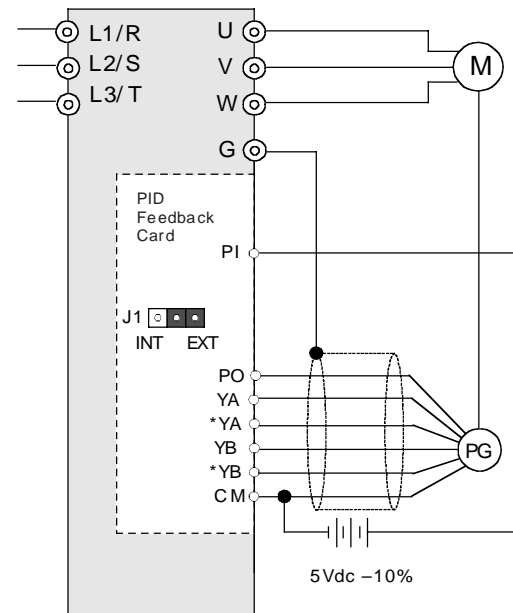 L1/R
L2/S
L3/T
U
V
W
G
M
PID
Feedback
Card
PI
J1
INT EXT
PO
YA
*YA
YB
*YB
CM
PG
5Vdc –10%